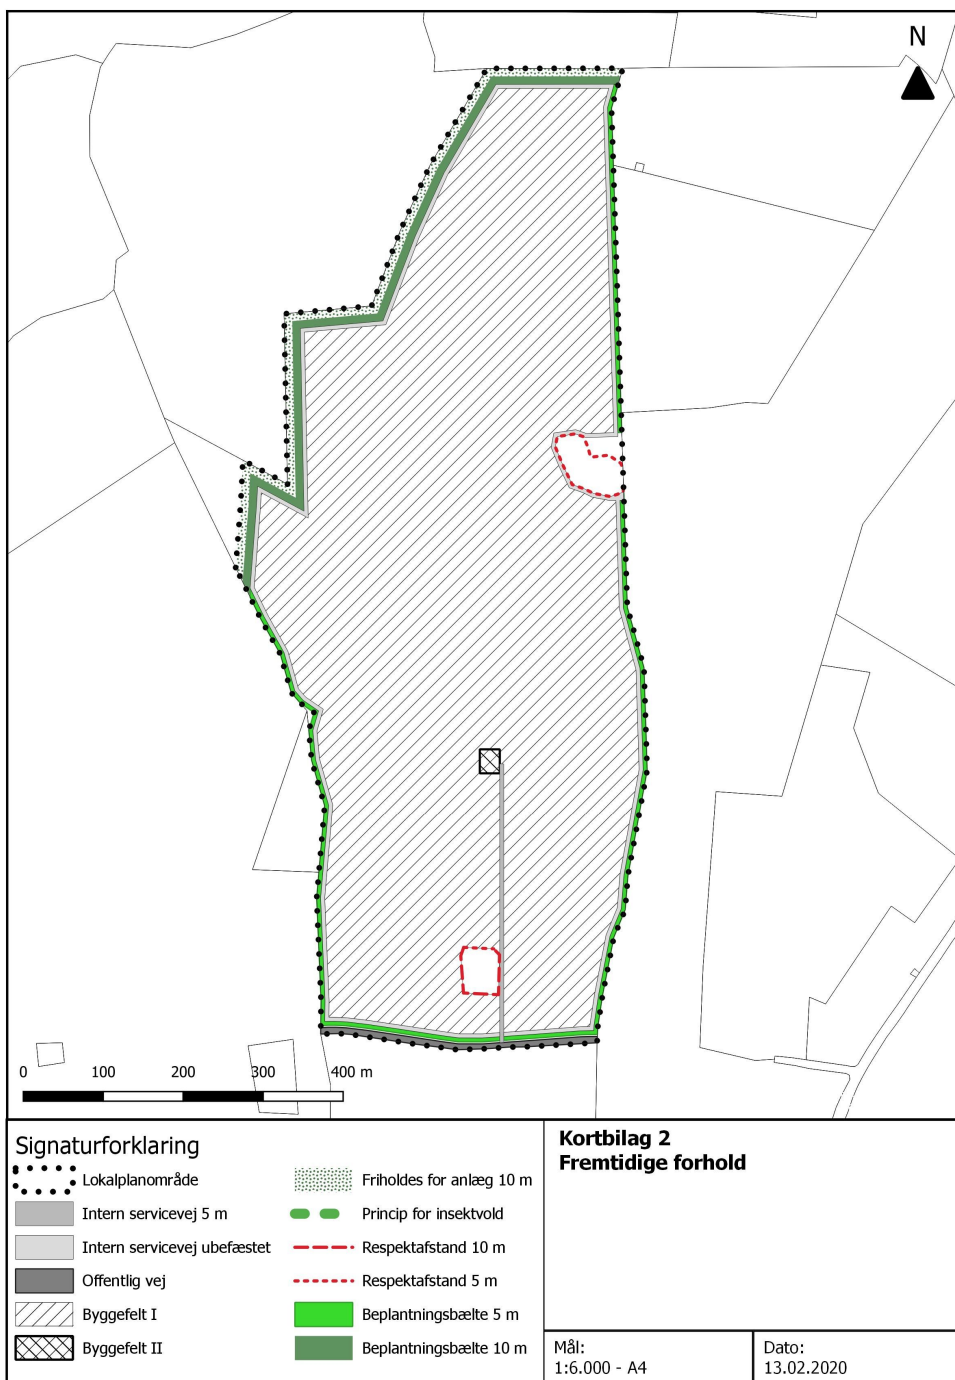 N
0 100 200 300 400 m
Signaturforklaring
Lokalplanområde
Intern servicevej 5 m
Intern servicevej ubefæstet
Offentlig vej
Byggefelt I
Byggefelt II
Friholdes for anlæg 10 m
Princip for insektvold
Respektafstand 10 m
Respektafstand 5 m
Beplantningsbælte 5 m
Beplantningsbælte 10 m
Kortbilag 2
Fremtidige forhold
Mål:
1:6.000 - A4
Dato:
13.02.2020